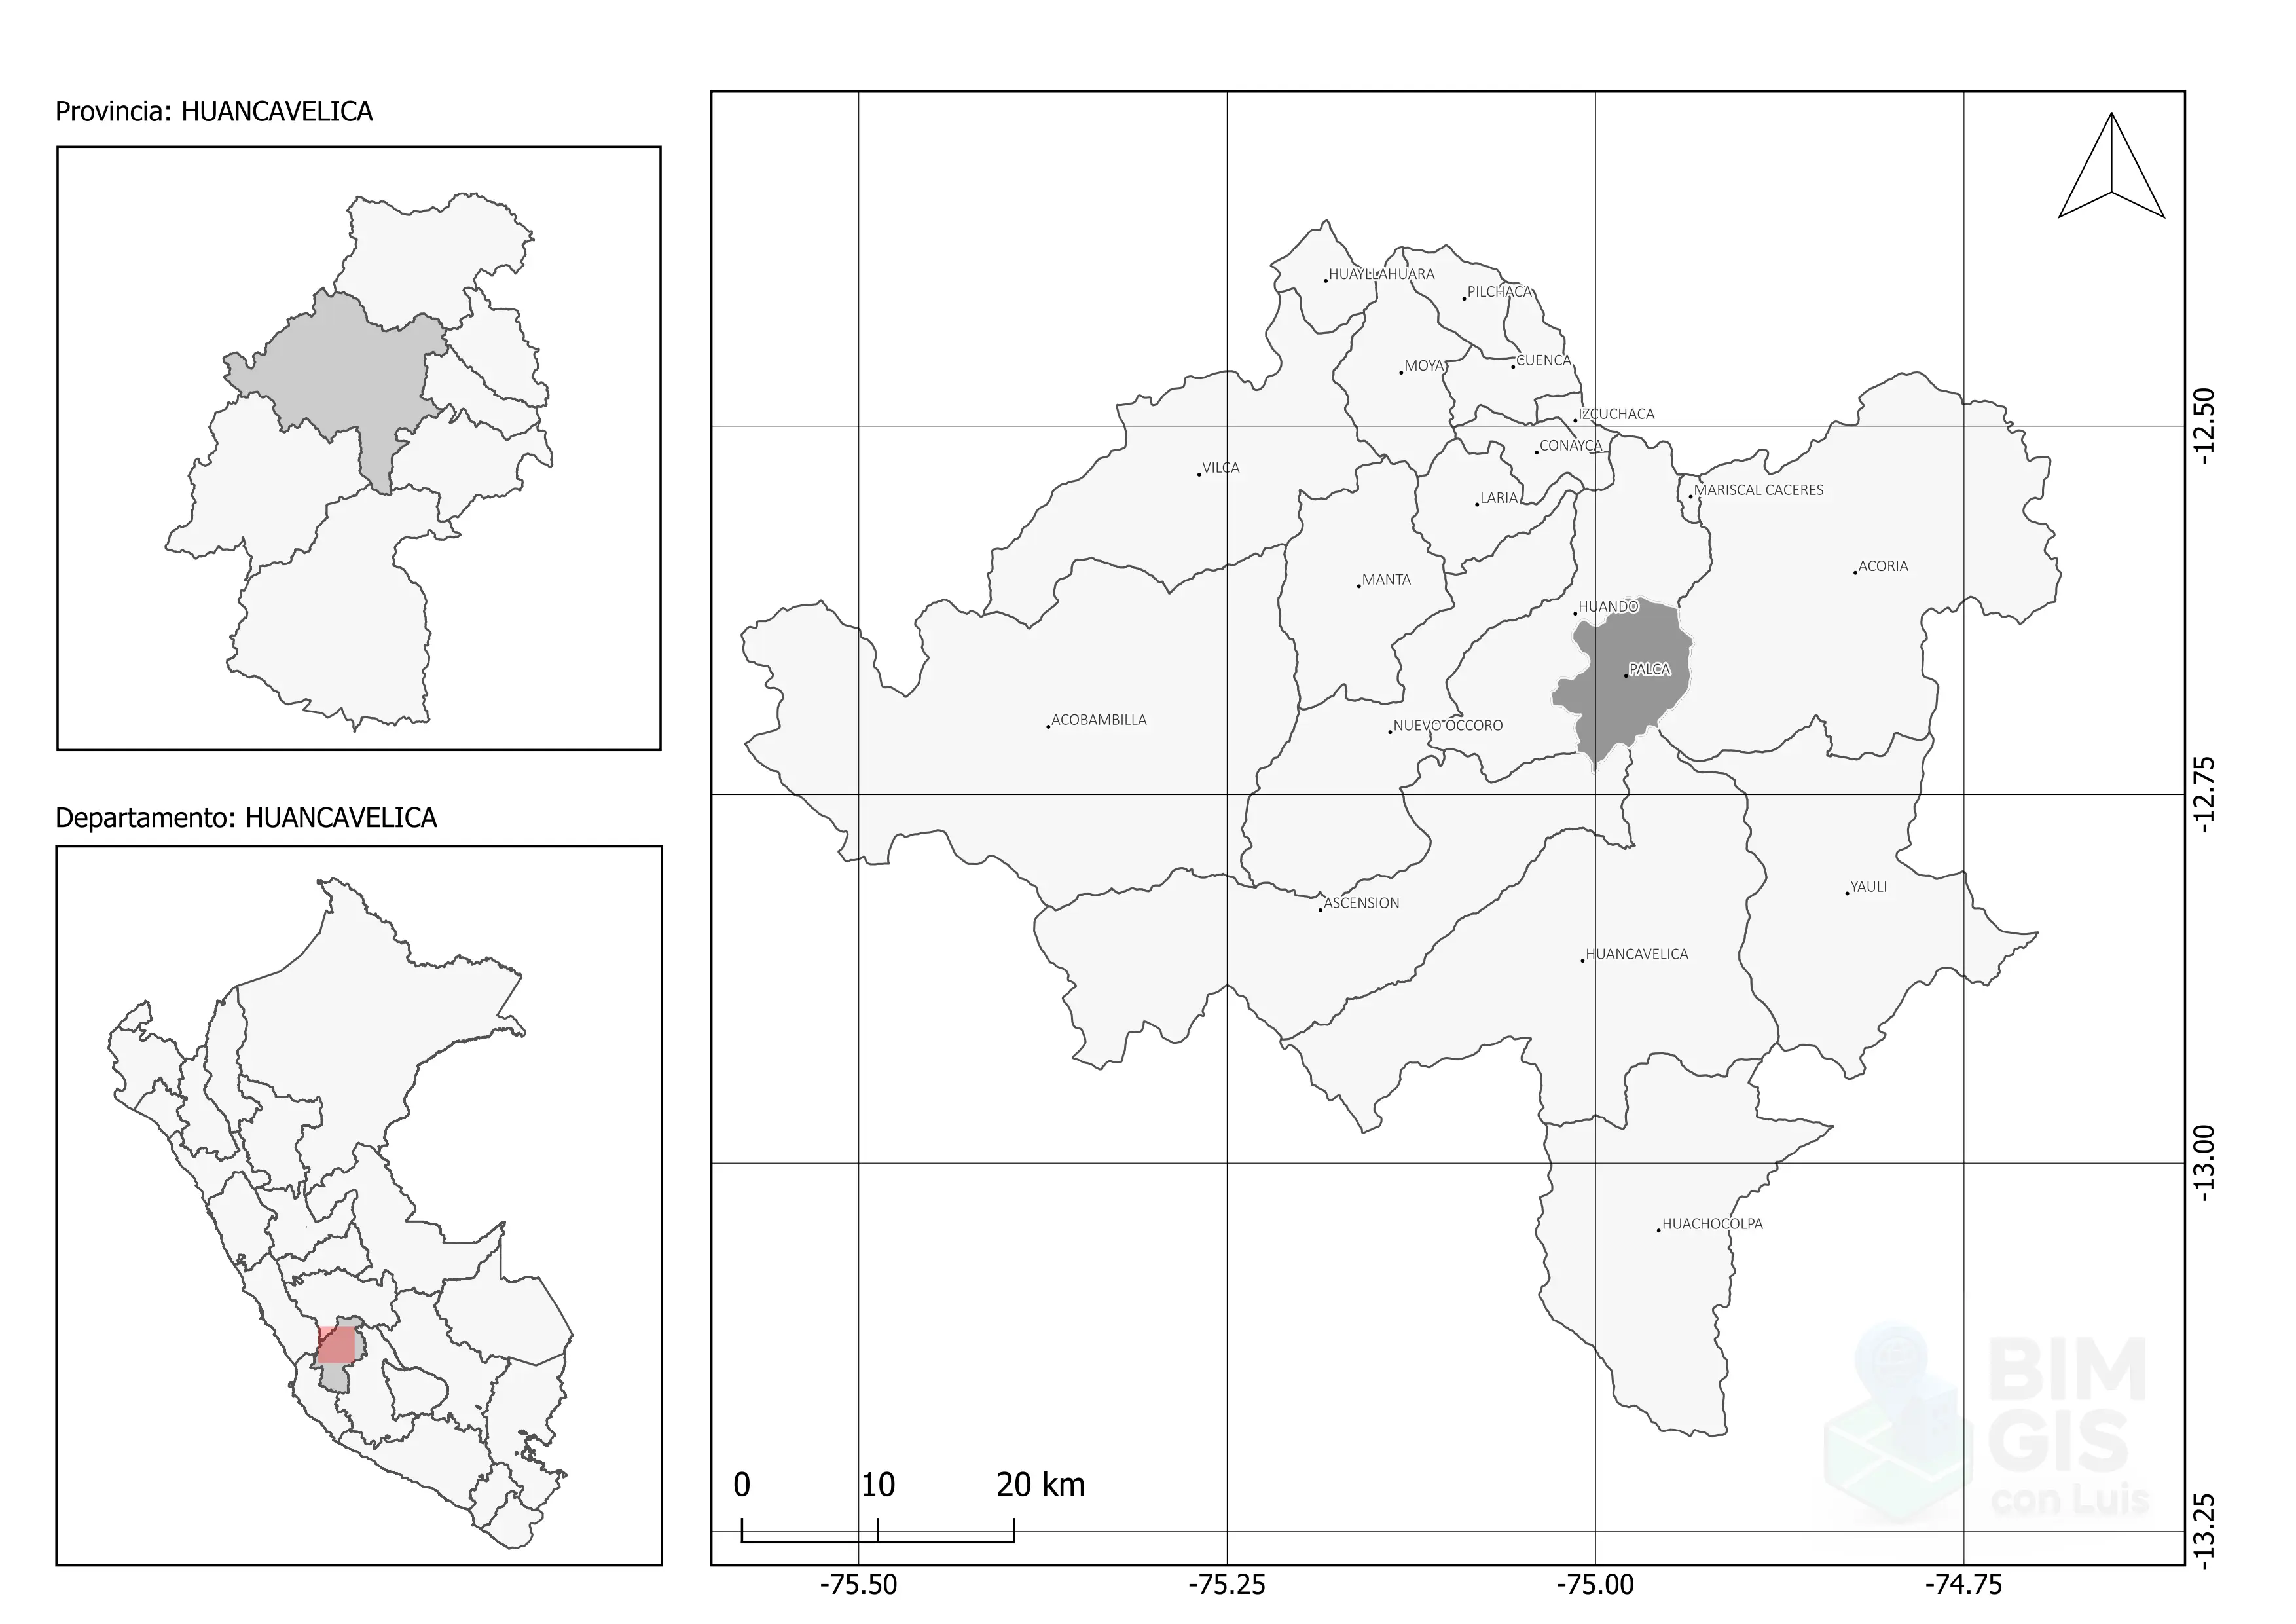 Provincia: HUANCAVELICA
Departamento: HUANCAVELICA
HUAYLLAHUARA
PILCHACA
MOYA
CUENCA
IZCUCHACA
CONAYCA
VILCA
LARIA
MARISCAL CACERES
MANTA
ACORIA
HUANDO
PALCA
ACOBAMBILLA
NUEVO OCCORO
ASCENSION
YAULI
HUANCAVELICA
HUACHOCOLPA
0 10 20 km
-12.50
-12.75
-13.00
-13.25
-75.50 -75.25 -75.00 -74.75
BIM
GIS
con Luis